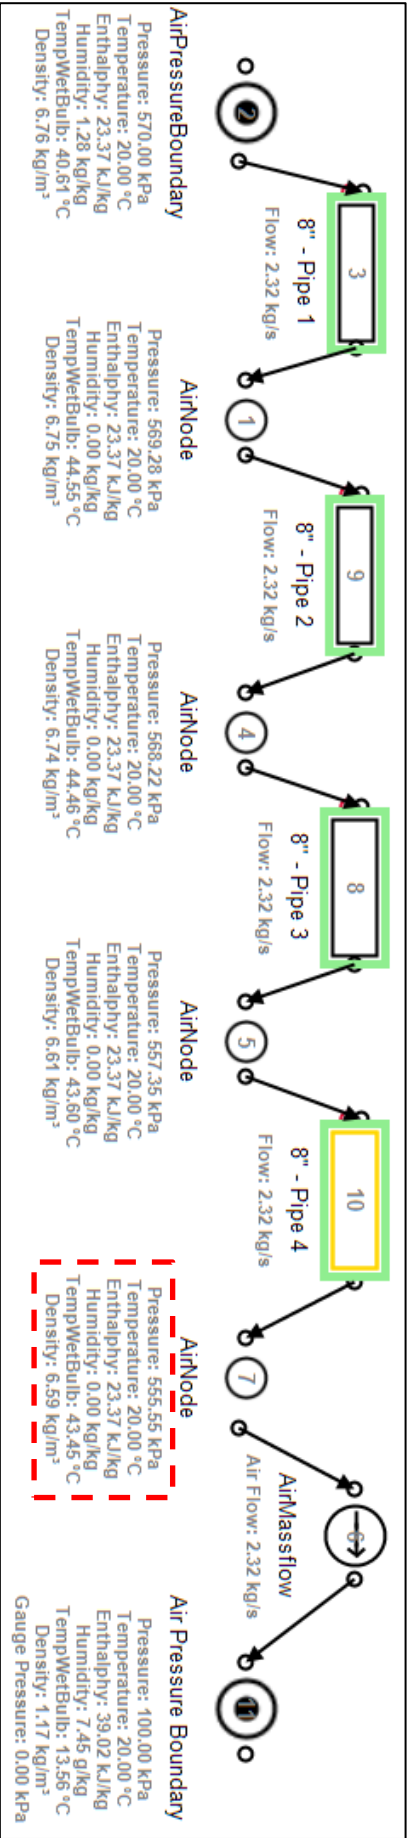 2
3
8" - Pipe 1
Flow: 2.32 kg/s
1
9
8" - Pipe 2
Flow: 2.32 kg/s
4
8
8" - Pipe 3
Flow: 2.32 kg/s
5
10
8" - Pipe 4
Flow: 2.32 kg/s
7
6
AirMassflow
Air Flow: 2.32 kg/s
11
AirPressureBoundary
Pressure: 570.00 kPa
Temperature: 20.00 °C
Enthalphy: 23.37 kJ/kg
Humidity: 1.28 kg/kg
TempWetBulb: 40.61 °C
Density: 6.76 kg/m³
AirNode
Pressure: 569.28 kPa
Temperature: 20.00 °C
Enthalphy: 23.37 kJ/kg
Humidity: 0.00 kg/kg
TempWetBulb: 44.55 °C
Density: 6.75 kg/m³
AirNode
Pressure: 568.22 kPa
Temperature: 20.00 °C
Enthalphy: 23.37 kJ/kg
Humidity: 0.00 kg/kg
TempWetBulb: 44.46 °C
Density: 6.74 kg/m³
AirNode
Pressure: 557.35 kPa
Temperature: 20.00 °C
Enthalphy: 23.37 kJ/kg
Humidity: 0.00 kg/kg
TempWetBulb: 43.60 °C
Density: 6.61 kg/m³
AirNode
Pressure: 555.55 kPa
Temperature: 20.00 °C
Enthalphy: 23.37 kJ/kg
Humidity: 0.00 kg/kg
TempWetBulb: 43.45 °C
Density: 6.59 kg/m³
Air Pressure Boundary
Pressure: 100.00 kPa
Temperature: 20.00 °C
Enthalphy: 39.02 kJ/kg
Humidity: 7.45 g/kg
TempWetBulb: 13.56 °C
Density: 1.17 kg/m³
Gauge Pressure: 0.00 kPa